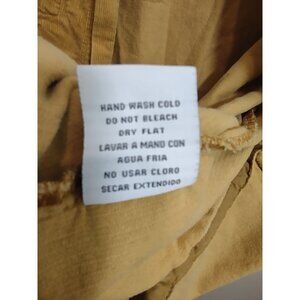 HAND WASH COLD
DO NOT BLEACH
DRY FLAT
LAVAR A MANO CON
AGUA FRIA
NO USAR CLORO
SECAR EXTENDIDO